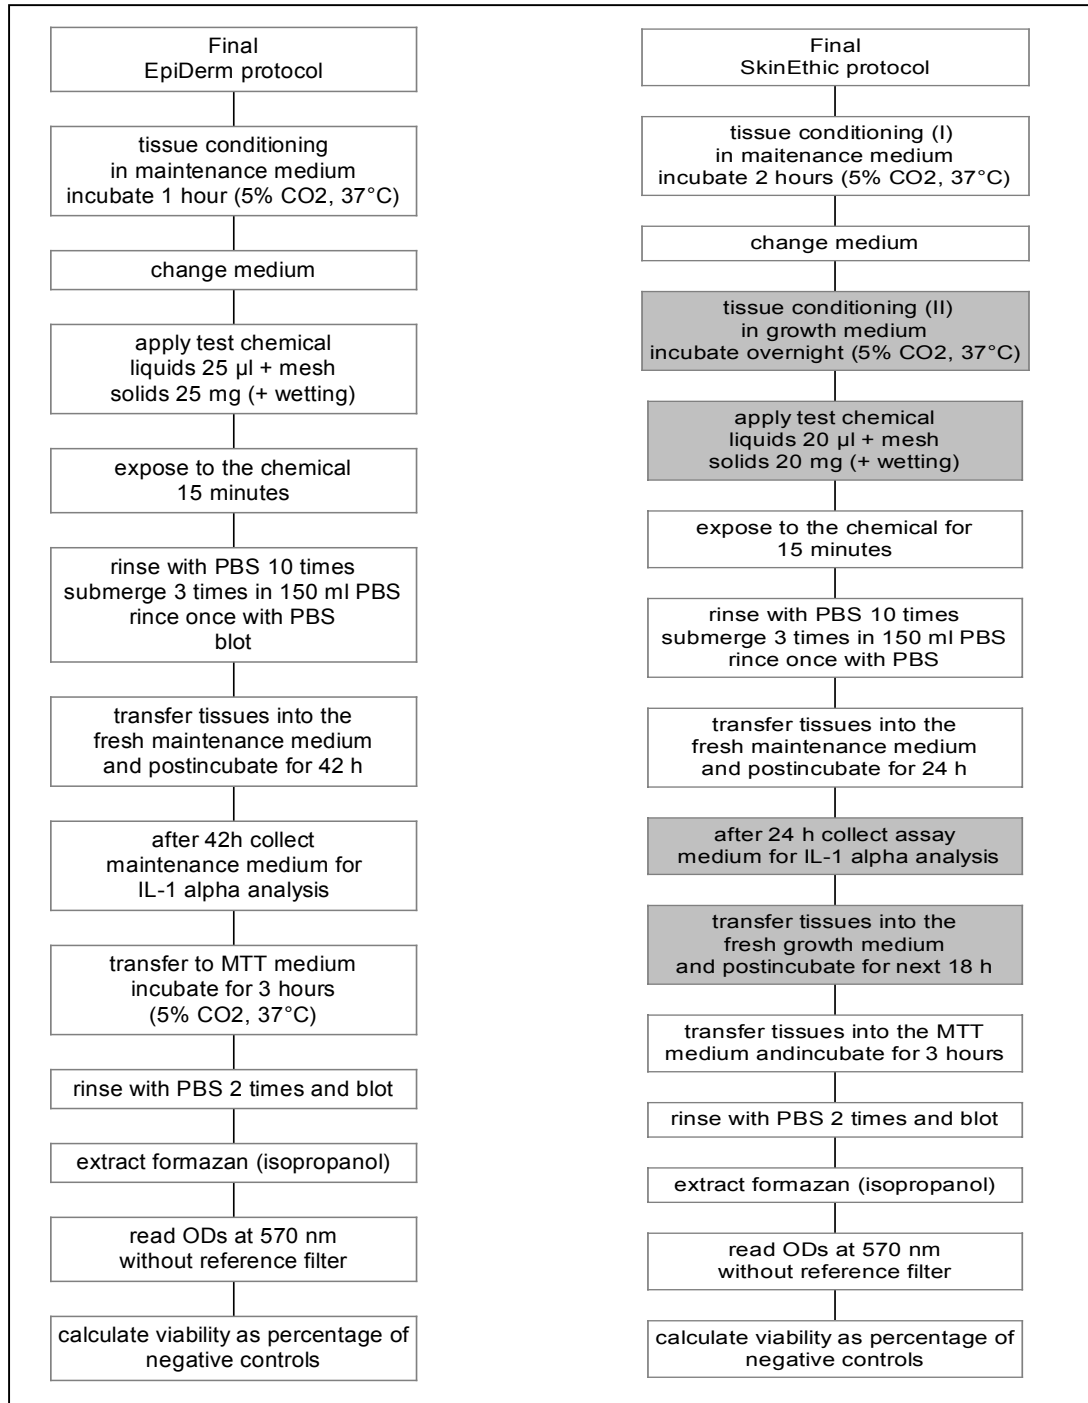 Final
EpiDerm protocol
tissue conditioning
in maintenance medium
incubate 1 hour (5% CO2, 37°C)
change medium
apply test chemical
liquids 25 µl + mesh
solids 25 mg (+ wetting)
expose to the chemical
15 minutes
rinse with PBS 10 times
submerge 3 times in 150 ml PBS
rince once with PBS
blot
transfer tissues into the
fresh maintenance medium
and postincubate for 42 h
after 42h collect
maintenance medium for
IL-1 alpha analysis
transfer to MTT medium
incubate for 3 hours
(5% CO2, 37°C)
rinse with PBS 2 times and blot
extract formazan (isopropanol)
read ODs at 570 nm
without reference filter
calculate viability as percentage of
negative controls
Final
SkinEthic protocol
tissue conditioning (I)
in maitenance medium
incubate 2 hours (5% CO2, 37°C)
change medium
tissue conditioning (II)
in growth medium
incubate overnight (5% CO2, 37°C)
apply test chemical
liquids 20 µl + mesh
solids 20 mg (+ wetting)
expose to the chemical for
15 minutes
rinse with PBS 10 times
submerge 3 times in 150 ml PBS
rince once with PBS
transfer tissues into the
fresh maintenance medium
and postincubate for 24 h
after 24 h collect assay
medium for IL-1 alpha analysis
transfer tissues into the
fresh growth medium
and postincubate for next 18 h
transfer tissues into the MTT
medium andincubate for 3 hours
rinse with PBS 2 times and blot
extract formazan (isopropanol)
read ODs at 570 nm
without reference filter
calculate viability as percentage of
negative controls